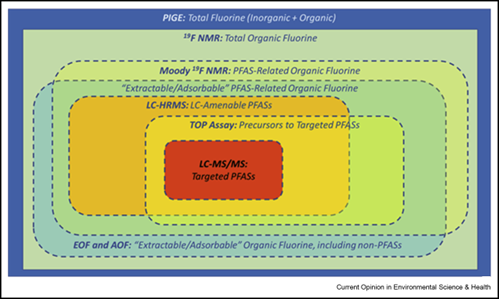 PIGE: Total Fluorine (Inorganic + Organic)
19F NMR: Total Organic Fluorine
Moody 19F NMR: PFAS-Related Organic Fluorine
“Extractable/Adsorbable” PFAS-Related Organic Fluorine
LC-HRMS: LC-Amenable PFASs
TOP Assay: Precursors to Targeted PFASs
LC-MS/MS:
Targeted PFASs
EOF and AOF: “Extractable/Adsorbable” Organic Fluorine, including non-PFASs
Current Opinion in Environmental Science & Health